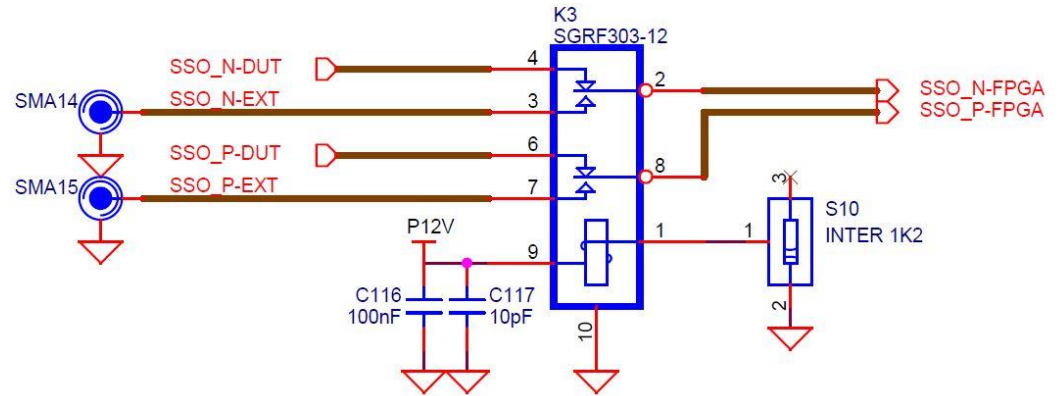 K3
SGRF303-12
SSO_N-DUT
4
2
SSO_N-FPGA
SMA14
SSO_N-EXT
3
SSO_P-FPGA
SSO_P-DUT
6
8
SMA15
SSO_P-EXT
7
3
S10
INTER 1K2
P12V
9
1
1
C116
100nF
C117
10pF
10
2